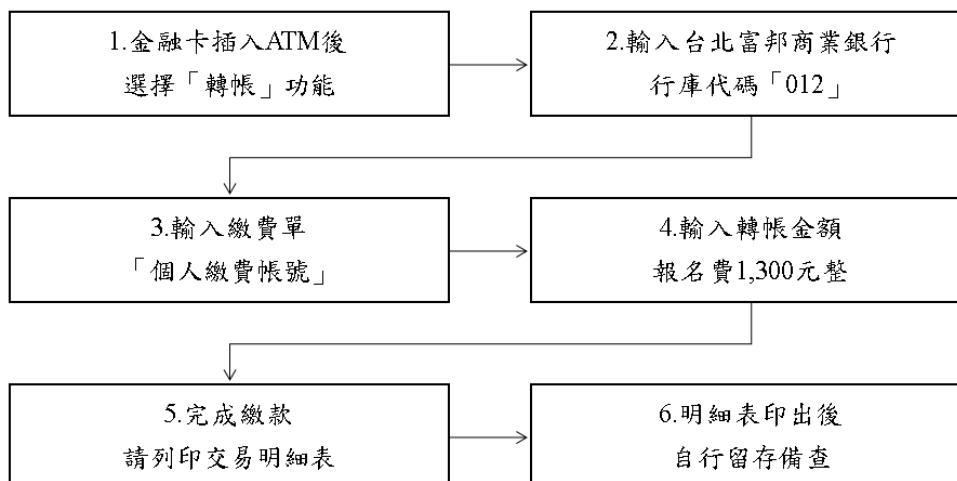 1.金融卡插入ATM後
選擇「轉帳」功能
2.輸入台北富邦商業銀行
行庫代碼「012」
3.輸入繳費單
「個人繳費帳號」
4.輸入轉帳金額
報名費1,300元整
5.完成繳款
請列印交易明細表
6.明細表印出後
自行留存備查